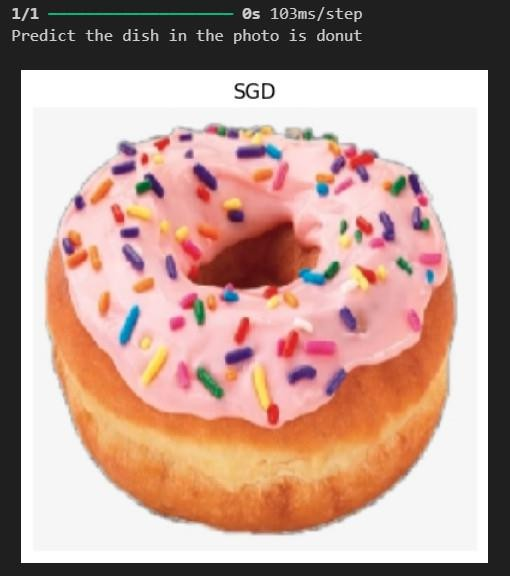 1/1 ━━━━━━━━━━━━━━━━━━━━ 0s 103ms/step
Predict the dish in the photo is donut
SGD